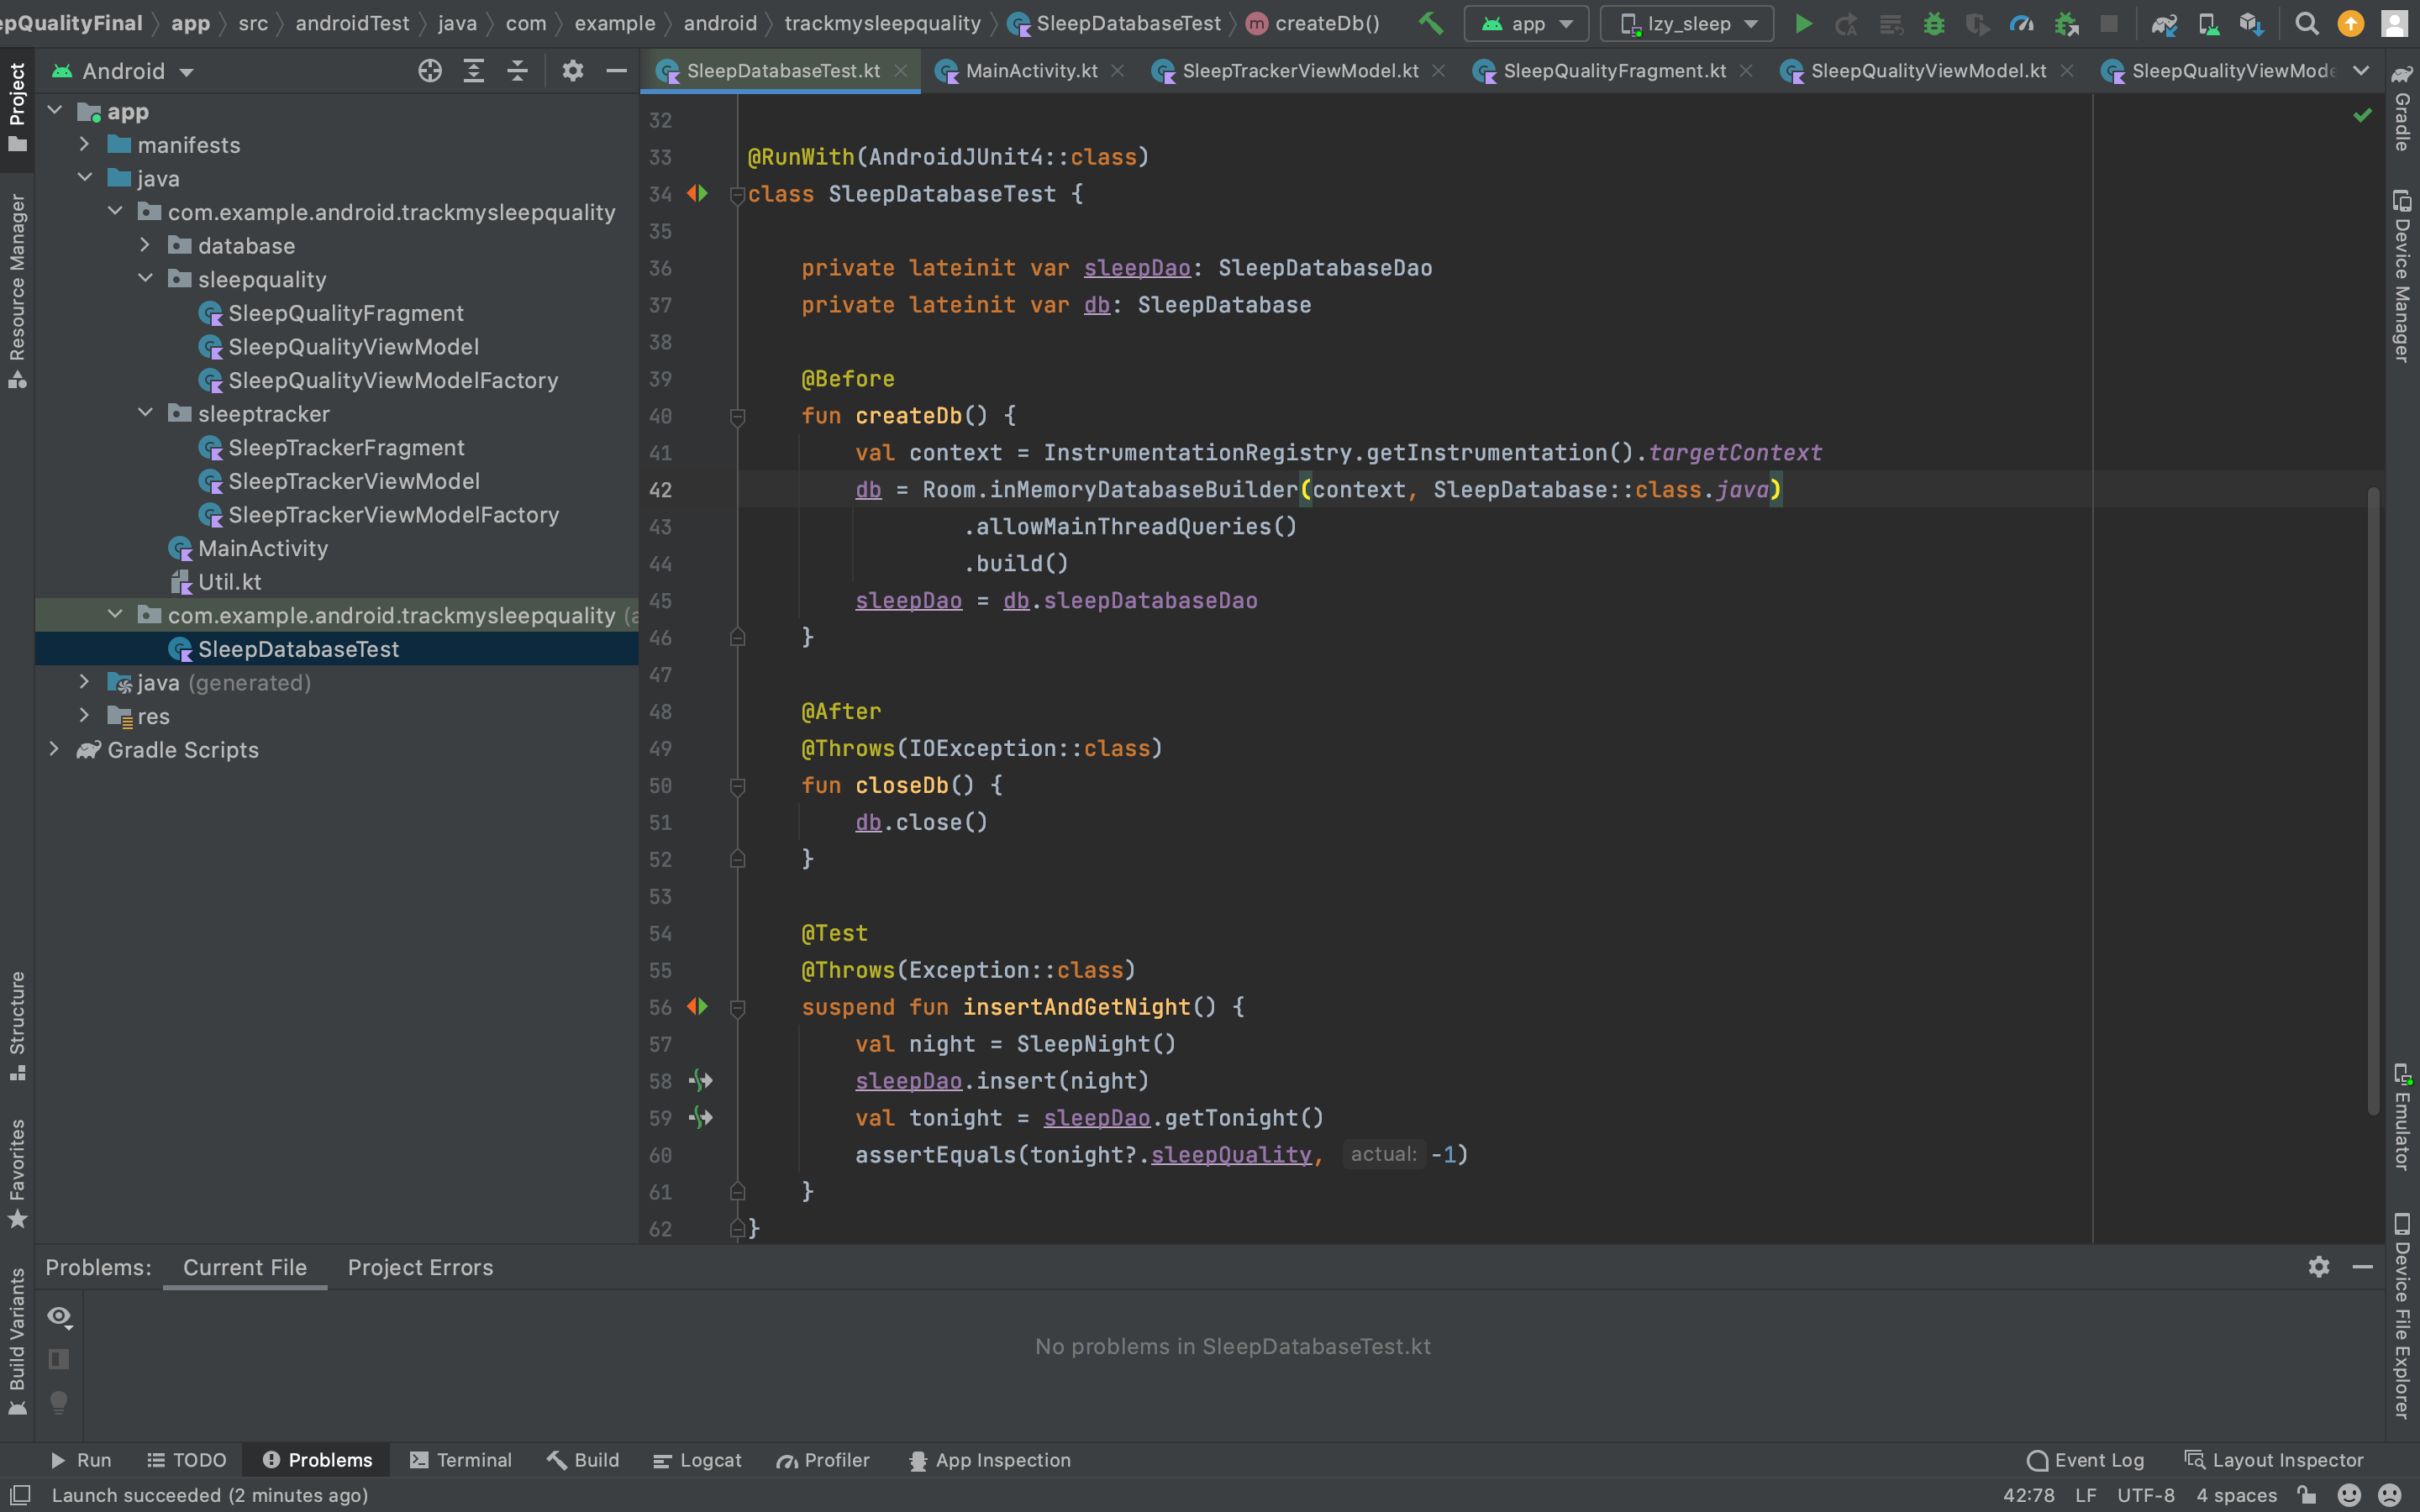 epQualityFinal app src androidTest java com example android trackmysleepquality SleepDatabaseTest createDb() app lzy_sleep
Android
SleepDatabaseTest.kt MainActivity.kt SleepTrackerViewModel.kt SleepQualityFragment.kt SleepQualityViewModel.kt SleepQualityViewMode
Project
Resource Manager
Structure
Favorites
Build Variants
app
manifests
java
com.example.android.trackmysleepquality
database
sleepquality
SleepQualityFragment
SleepQualityViewModel
SleepQualityViewModelFactory
sleeptracker
SleepTrackerFragment
SleepTrackerViewModel
SleepTrackerViewModelFactory
MainActivity
Util.kt
com.example.android.trackmysleepquality (a
SleepDatabaseTest
java (generated)
res
Gradle Scripts
32
33 @RunWith(AndroidJUnit4::class)
34 class SleepDatabaseTest {
35
36 private lateinit var sleepDao: SleepDatabaseDao
37 private lateinit var db: SleepDatabase
38
39 @Before
40 fun createDb() {
41 val context = InstrumentationRegistry.getInstrumentation().targetContext
42 db = Room.inMemoryDatabaseBuilder(context, SleepDatabase::class.java)
43 .allowMainThreadQueries()
44 .build()
45 sleepDao = db.sleepDatabaseDao
46 }
47
48 @After
49 @Throws(IOException::class)
50 fun closeDb() {
51 db.close()
52 }
53
54 @Test
55 @Throws(Exception::class)
56 suspend fun insertAndGetNight() {
57 val night = SleepNight()
58 sleepDao.insert(night)
59 val tonight = sleepDao.getTonight()
60 assertEquals(tonight?.sleepQuality, actual: -1)
61 }
62 }
Gradle
Device Manager
Emulator
Device File Explorer
Problems: Current File Project Errors
No problems in SleepDatabaseTest.kt
Run TODO Problems Terminal Build Logcat Profiler App Inspection Event Log Layout Inspector
Launch succeeded (2 minutes ago) 42:78 LF UTF-8 4 spaces